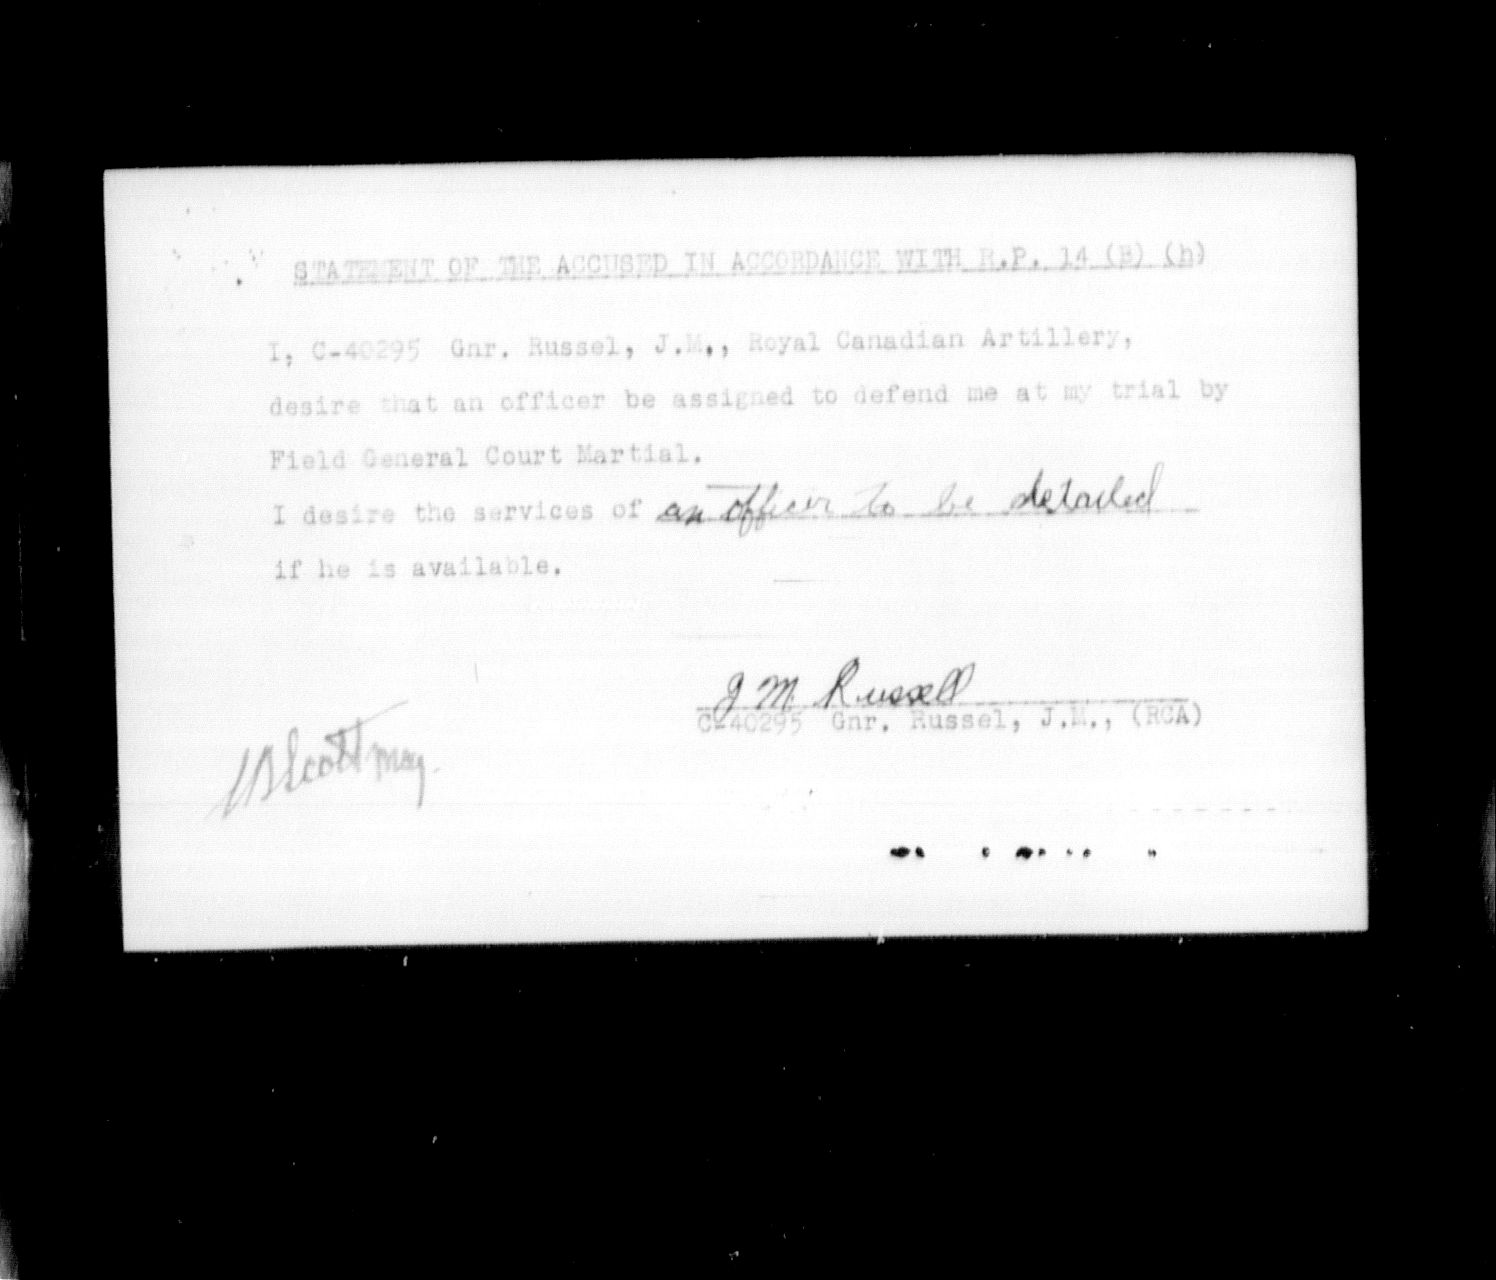 STATEMENT OF THE ACCUSED IN ACCORDANCE WITH R.P. 14 (B) (h)
I, C-40295 Gnr. Russel, J.M., Royal Canadian Artillery,
desire that an officer be assigned to defend me at my trial by
Field General Court Martial.
I desire the services of an officer to be detailed
if he is available.
J M Russell
C-40295 Gnr. Russel, J.M., (RCA)
Scott